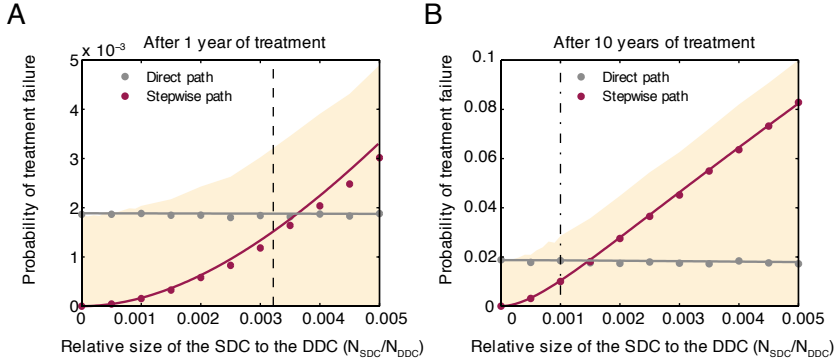 A
After 1 year of treatment
5 × 10⁻³
Direct path
Stepwise path
Probability of treatment failure
5
4
3
2
1
0
0 0.001 0.002 0.003 0.004 0.005
Relative size of the SDC to the DDC (N_SDC/N_DDC)
B
After 10 years of treatment
Direct path
Stepwise path
Probability of treatment failure
0.1
0.08
0.06
0.04
0.02
0
0 0.001 0.002 0.003 0.004 0.005
Relative size of the SDC to the DDC (N_SDC/N_DDC)